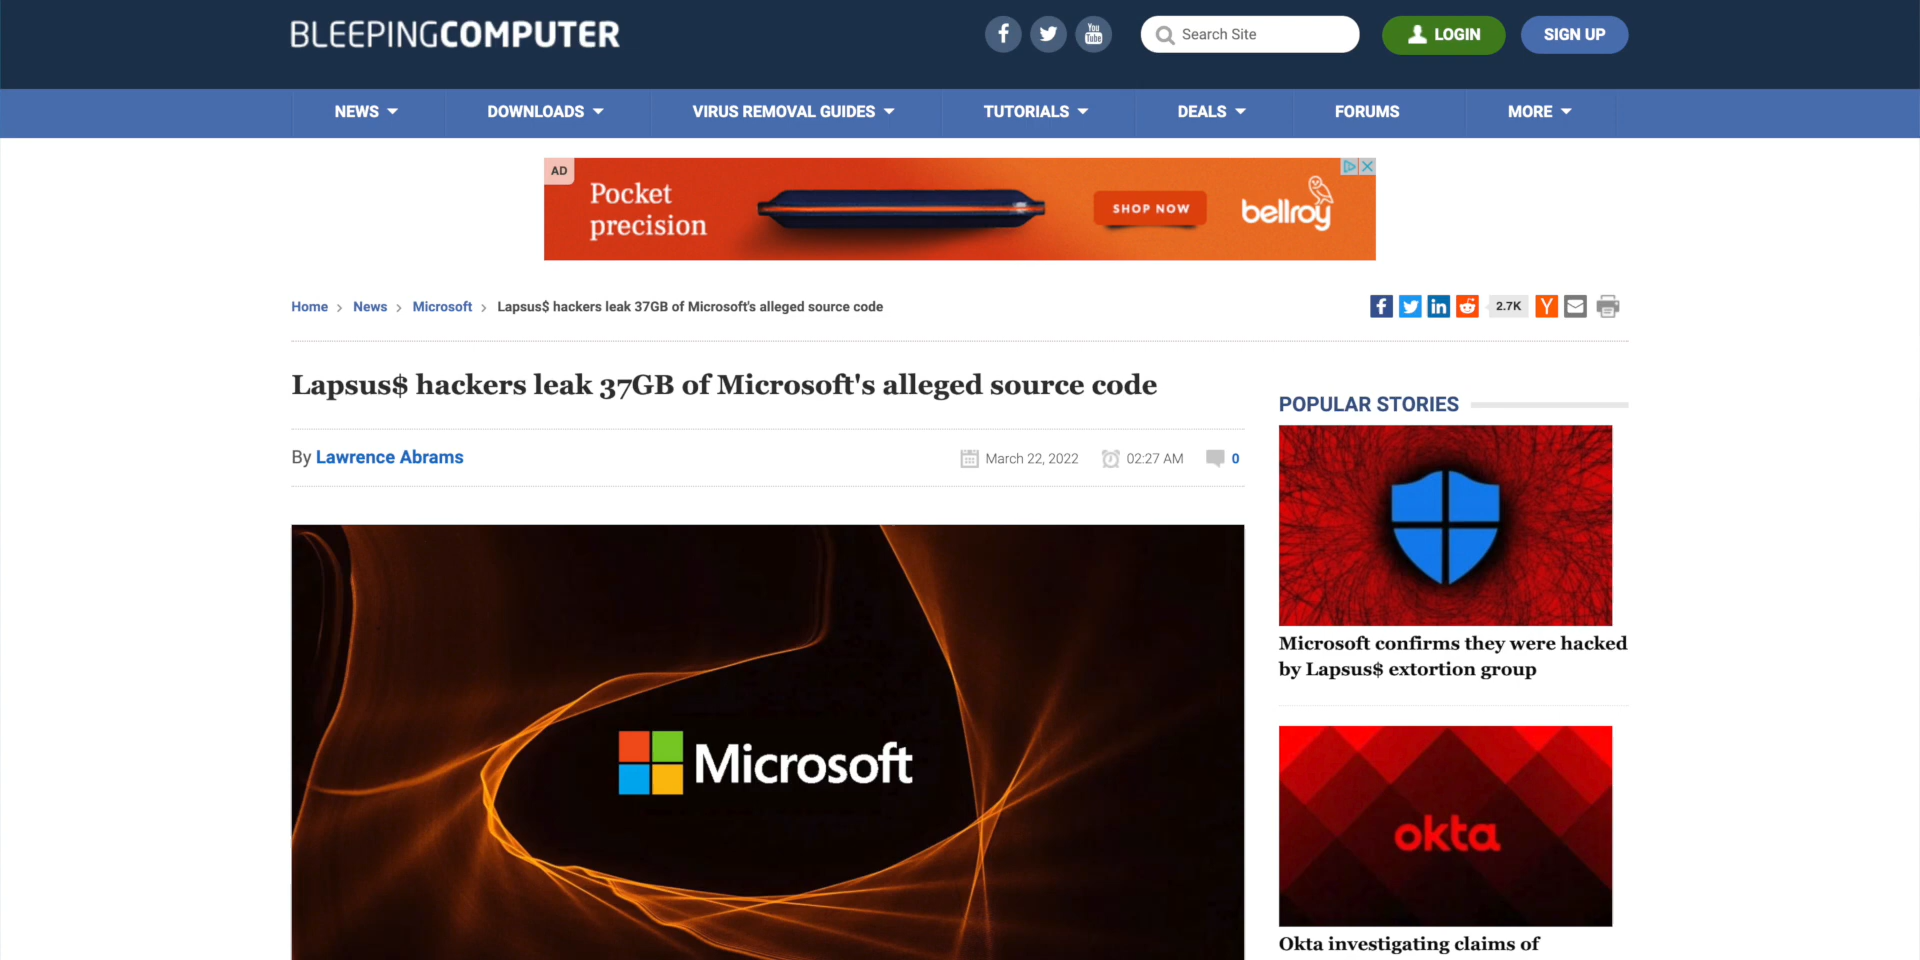 BLEEPINGCOMPUTER
You Tube
Search Site
LOGIN
SIGN UP
NEWS
DOWNLOADS
VIRUS REMOVAL GUIDES
TUTORIALS
DEALS
FORUMS
MORE
AD
Pocket
precision
SHOP NOW
bellroy
Home > News > Microsoft > Lapsus$ hackers leak 37GB of Microsoft's alleged source code
2.7K
Lapsus$ hackers leak 37GB of Microsoft's alleged source code
By Lawrence Abrams
March 22, 2022
02:27 AM
0
Microsoft
POPULAR STORIES
Microsoft confirms they were hacked
by Lapsus$ extortion group
okta
Okta investigating claims of